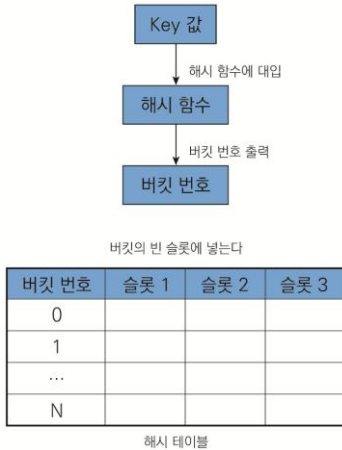 Key 값
해시 함수에 대입
해시 함수
버킷 번호 출력
버킷 번호
버킷의 빈 슬롯에 넣는다
버킷 번호 슬롯 1 슬롯 2 슬롯 3
0
1
...
N
해시 테이블